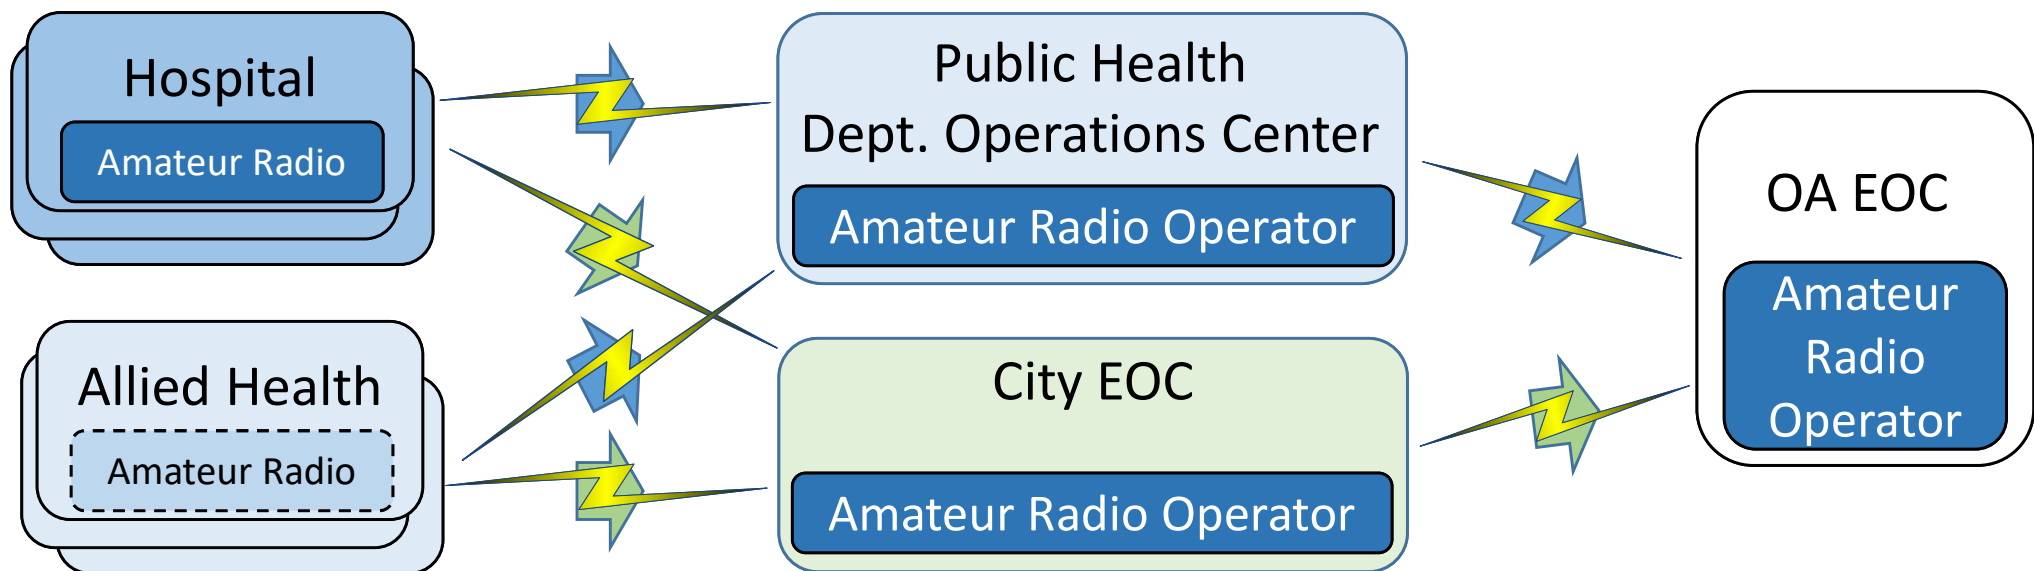 Hospital
Amateur Radio
Allied Health
Amateur Radio
Public Health
Dept. Operations Center
Amateur Radio Operator
City EOC
Amateur Radio Operator
OA EOC
Amateur
Radio
Operator